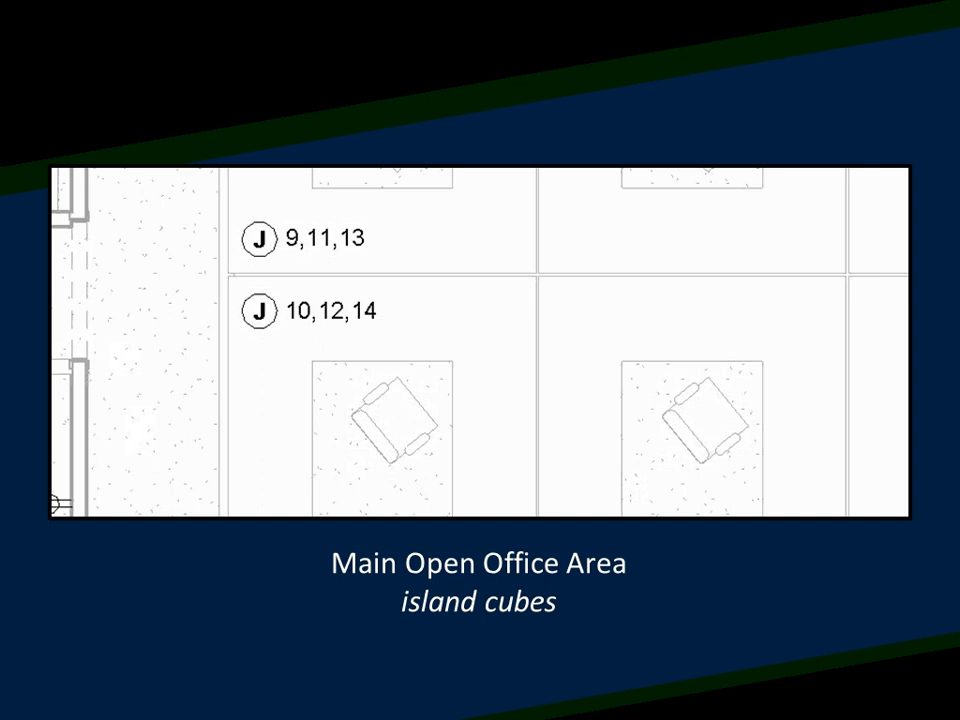 J 9,11,13
J 10,12,14
Main Open Office Area
island cubes